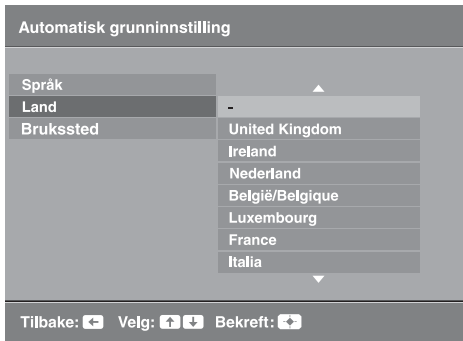 Automatisk grunninnstilling
Språk
Land
Brukssted
-
United Kingdom
Ireland
Nederland
België/Belgique
Luxembourg
France
Italia
Tilbake: Velg: Bekreft: